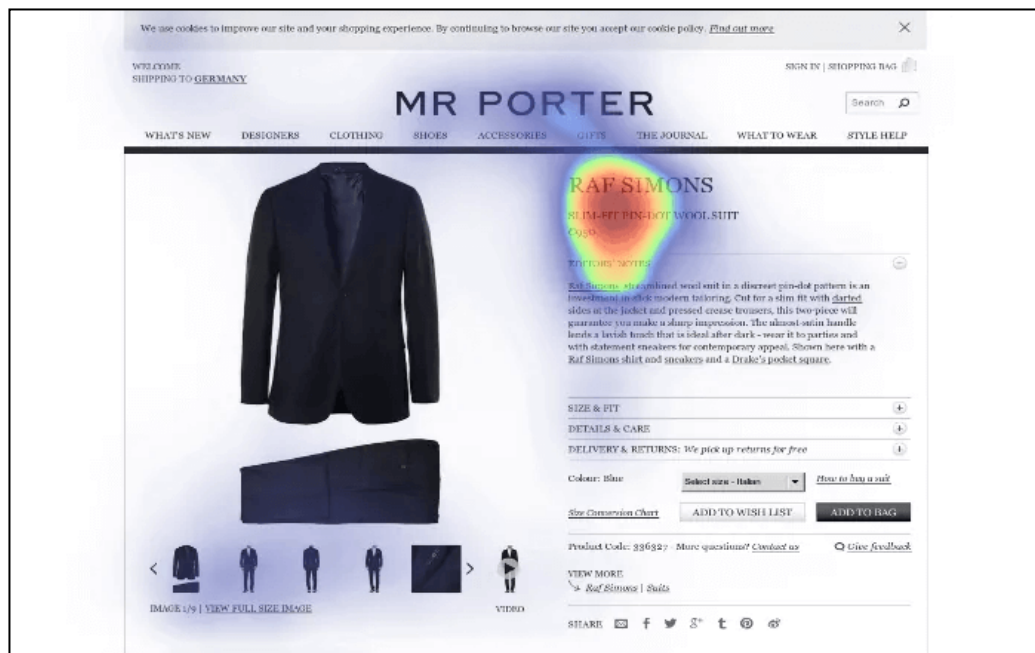 We use cookies to improve our site and your shopping experience. By continuing to browse our site you accept our cookie policy. Find out more
WELCOME
SHIPPING TO GERMANY
SIGN IN | SHOPPING BAG
MR PORTER
Search
WHAT'S NEW DESIGNERS CLOTHING SHOES ACCESSORIES GIFTS THE JOURNAL WHAT TO WEAR STYLE HELP
RAF SIMONS
SLIM-FIT PIN-DOT WOOL SUIT
€950
EDITORS' NOTES
Raf Simons' streamlined wool suit in a discreet pin-dot pattern is an
investment in slick modern tailoring. Cut for a slim fit with darted
sides at the jacket and pressed crease trousers, this two-piece will
guarantee you make a sharp impression. The almost-satin handle
lends a lavish touch that is ideal after dark - wear it to parties and
with statement sneakers for contemporary appeal. Shown here with a
Raf Simons shirt and sneakers and a Drake's pocket square.
SIZE & FIT
DETAILS & CARE
DELIVERY & RETURNS: We pick up returns for free
Colour: Blue
Select size - Italian
How to buy a suit
Size Conversion Chart
ADD TO WISH LIST
ADD TO BAG
Product Code: 336327 - More questions? Contact us
Give feedback
VIEW MORE
Raf Simons | Suits
IMAGE 1/9 | VIEW FULL SIZE IMAGE
VIDEO
SHARE